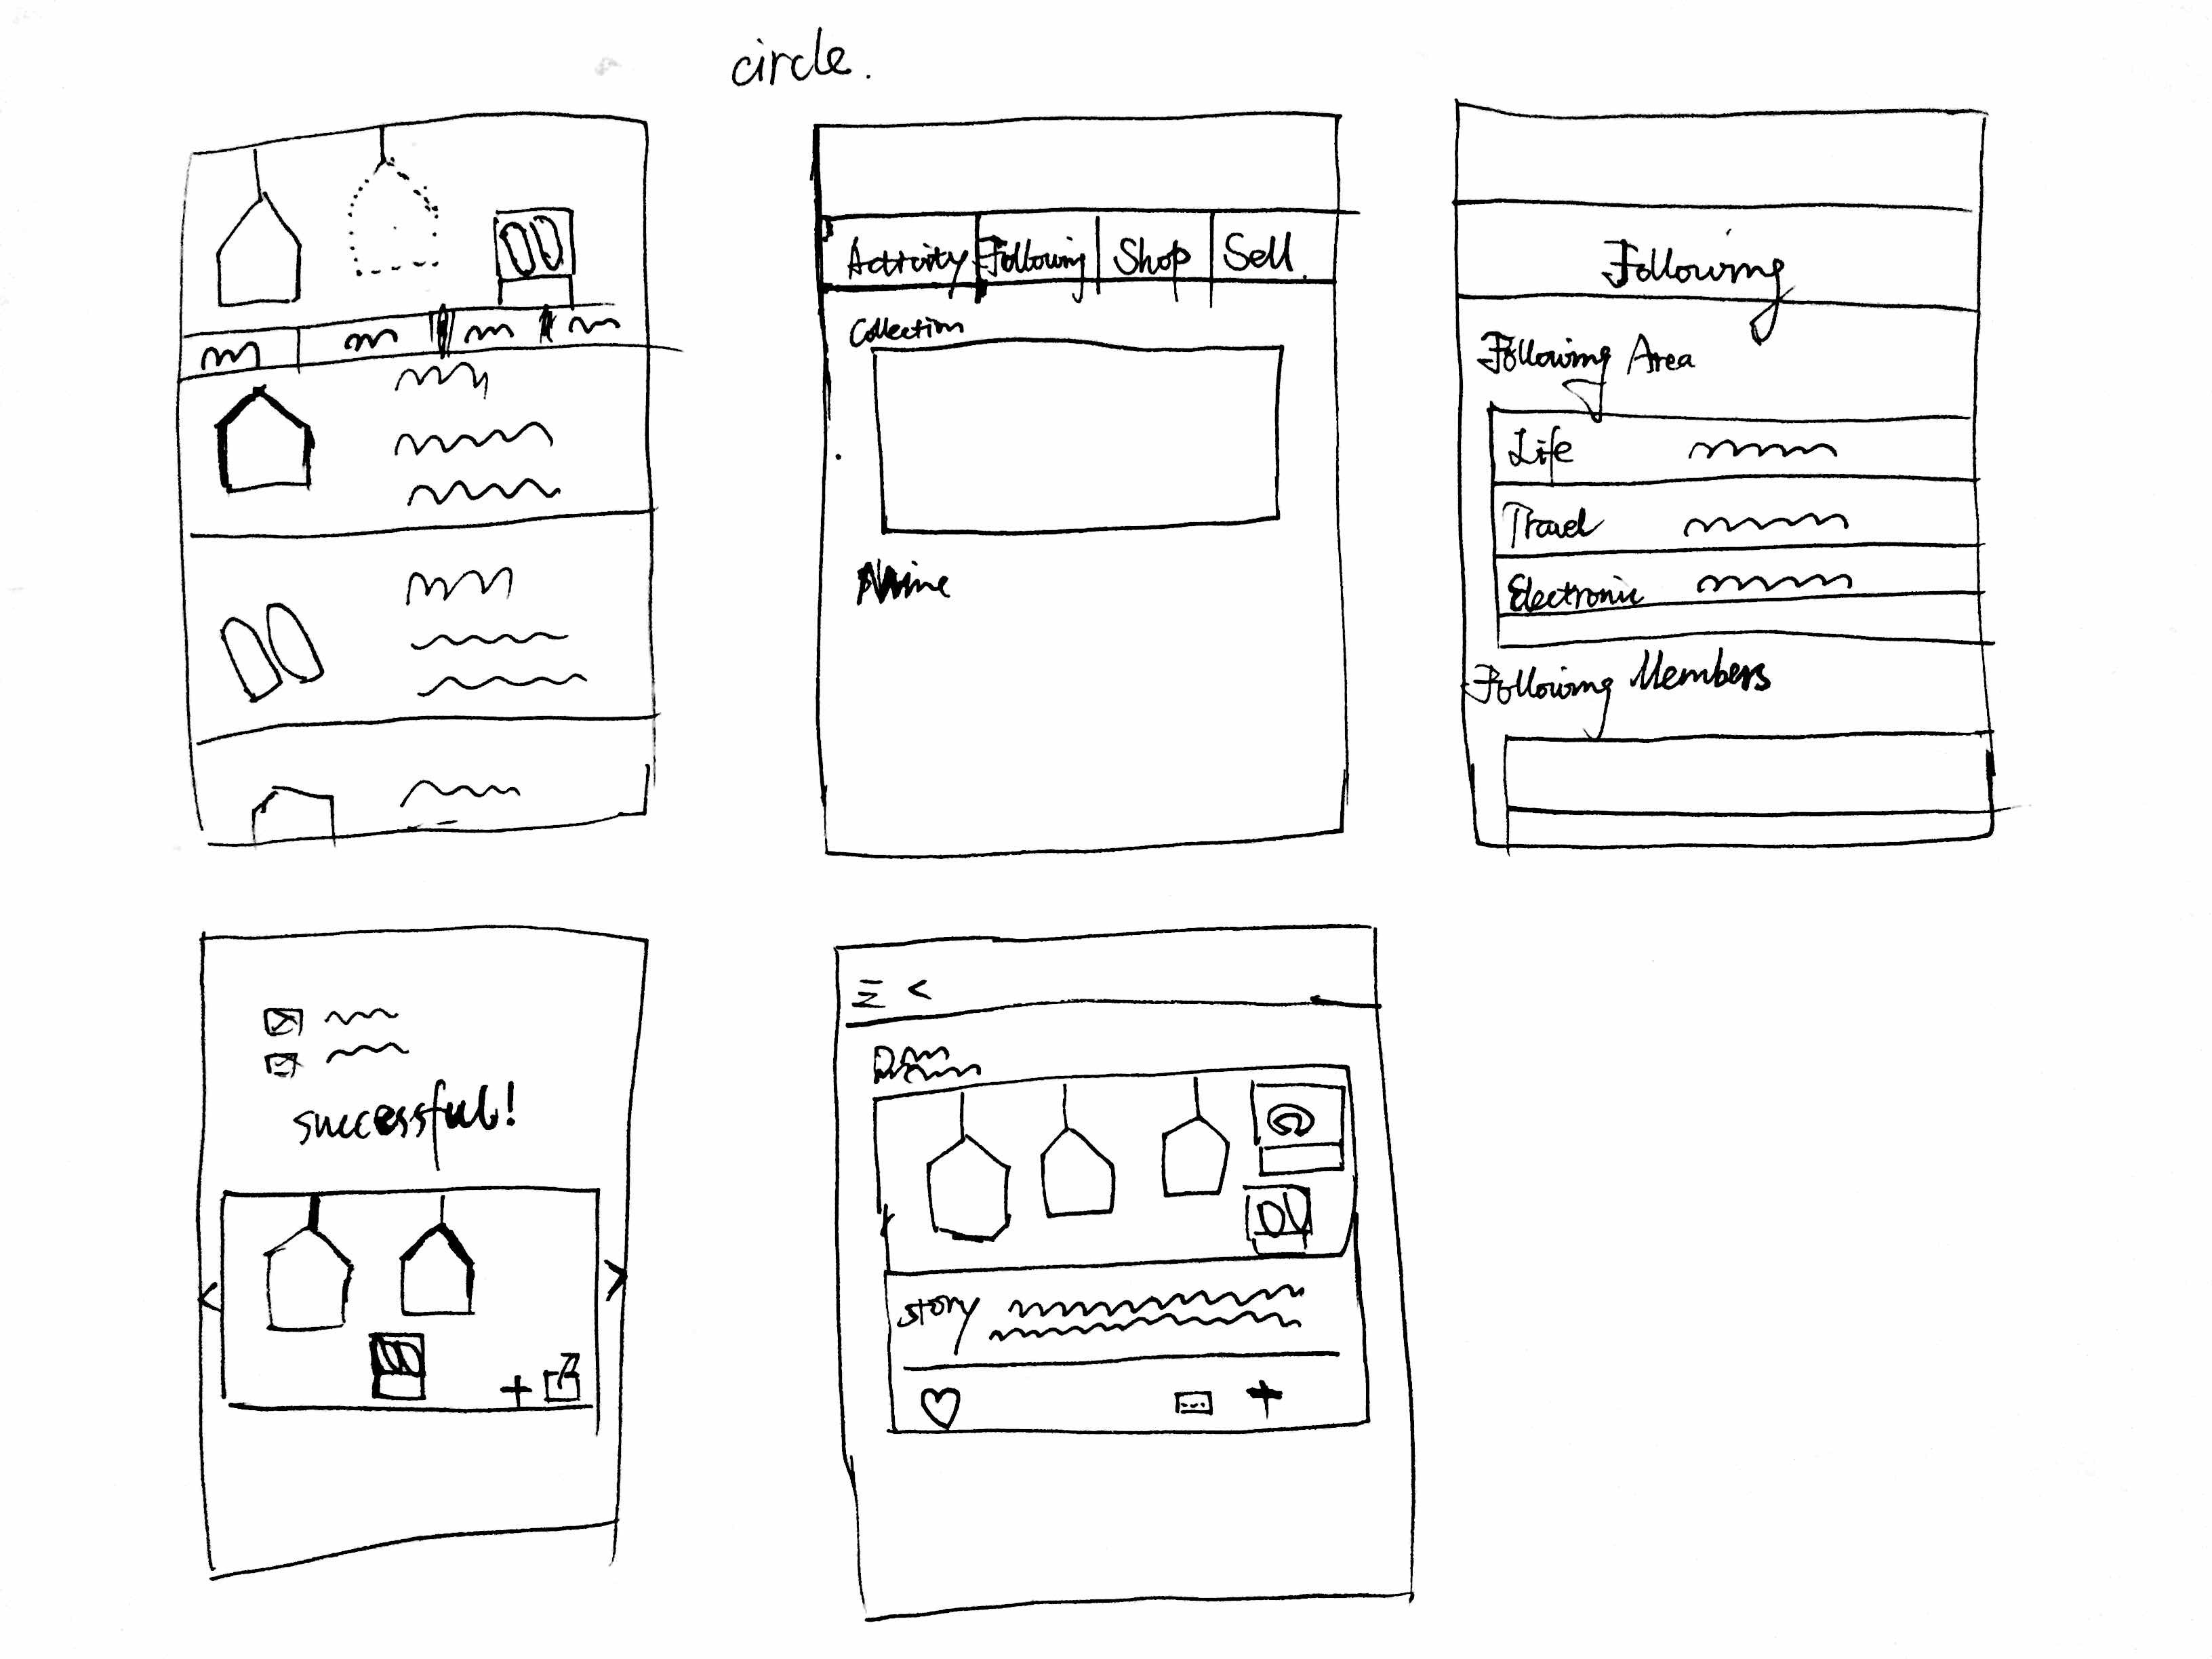 circle.
Activity Following Shop Sell.
Collection
Mine
Following
Following Area
Life
Travel
Electronic
Following Members
successful!
story